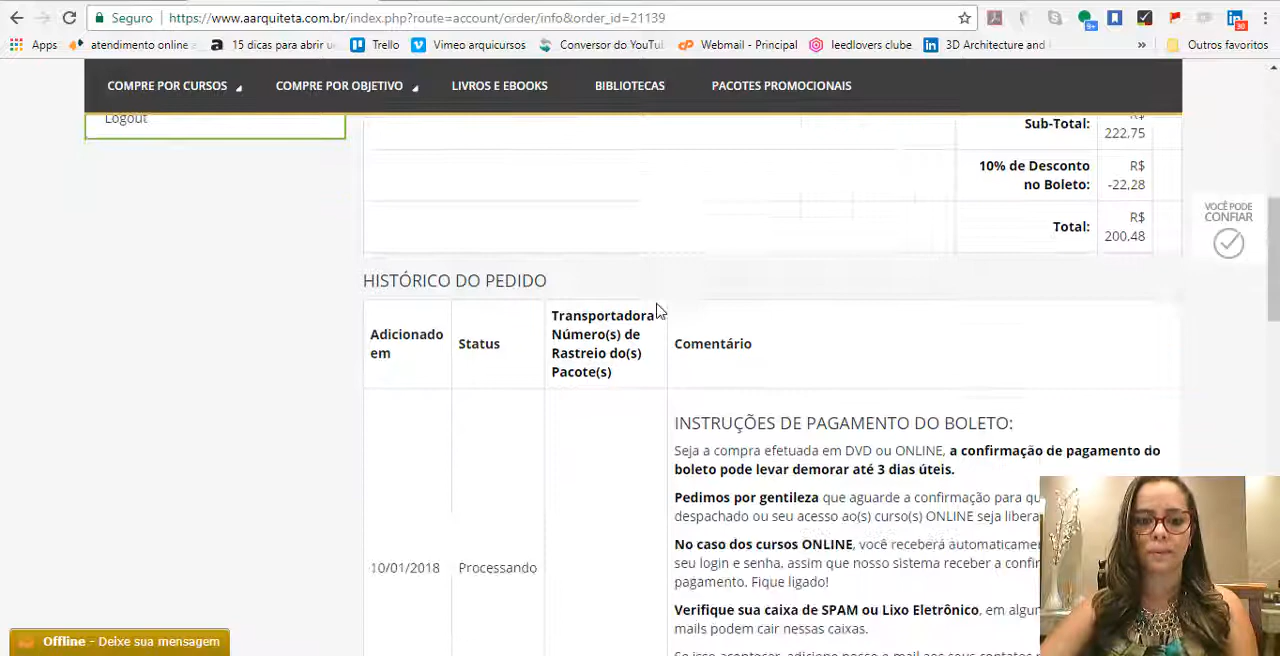 Seguro https://www.aarquiteta.com.br/index.php?route=account/order/info&order_id=21139
Apps atendimento online 15 dicas para abrir Trello Vimeo arquicursos Conversor do YouTu Webmail - Principal leedlovers clube 3D Architecture and » Outros favoritos
COMPRE POR CURSOS COMPRE POR OBJETIVO LIVROS E EBOOKS BIBLIOTECAS PACOTES PROMOCIONAIS
Logout
Sub-Total: R$ 222,75
10% de Desconto no Boleto: R$ -22,28
Total: R$ 200,48
VOCÊ PODE
CONFIAR
HISTÓRICO DO PEDIDO
Adicionado em
Status
Transportadora
Número(s) de
Rastreio do(s)
Pacote(s)
Comentário
10/01/2018
Processando
INSTRUÇÕES DE PAGAMENTO DO BOLETO:
Seja a compra efetuada em DVD ou ONLINE, a confirmação de pagamento do
boleto pode levar demorar até 3 dias úteis.
Pedimos por gentileza que aguarde a confirmação para
despachado ou seu acesso ao(s) curso(s) ONLINE seja
No caso dos cursos ONLINE, você receberá
seu login e senha, assim que nosso sistema receber a
pagamento. Fique ligado!
Verifique sua caixa de SPAM ou Lixo Eletrônico, em
mails podem cair nessas caixas.
Offline - Deixe sua mensagem